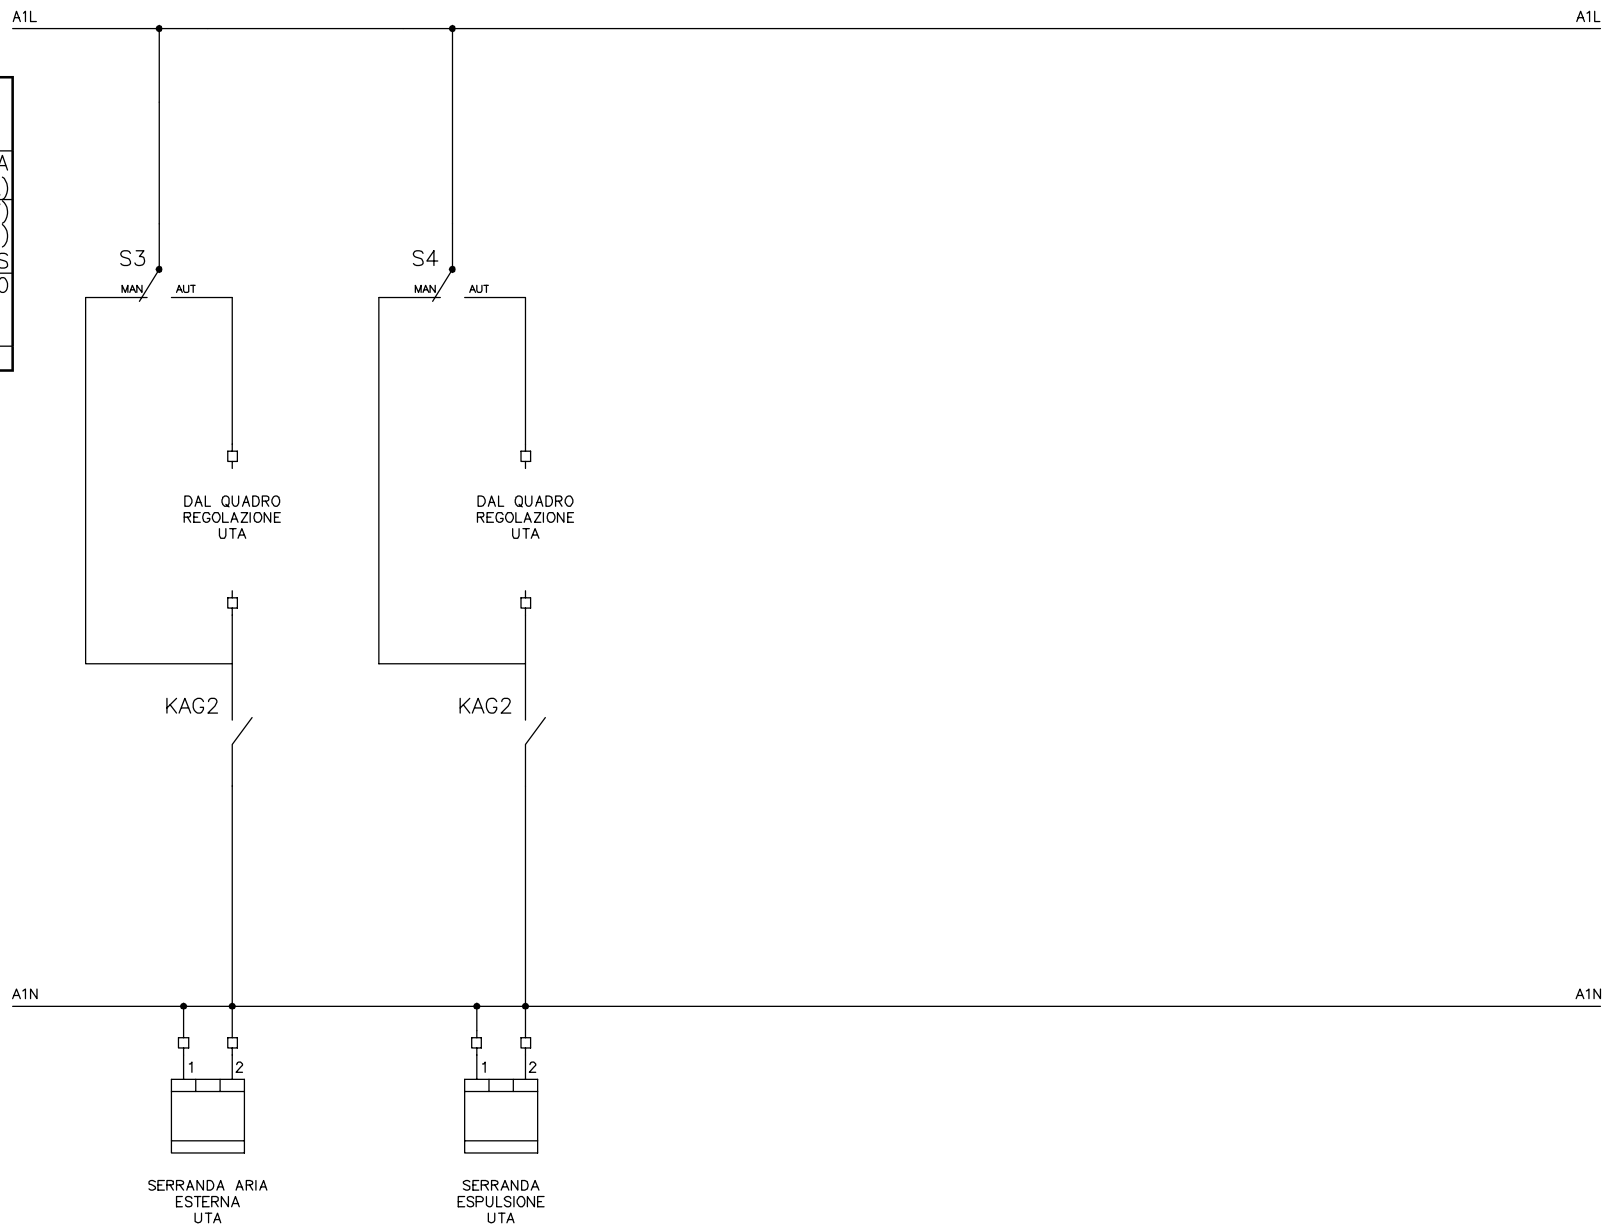 A1L
A1L
S3
S4
MAN
AUT
MAN
AUT
DAL QUADRO
REGOLAZIONE
UTA
DAL QUADRO
REGOLAZIONE
UTA
KAG2
KAG2
A1N
A1N
1
2
1
2
SERRANDA ARIA
ESTERNA
UTA
SERRANDA
ESPULSIONE
UTA